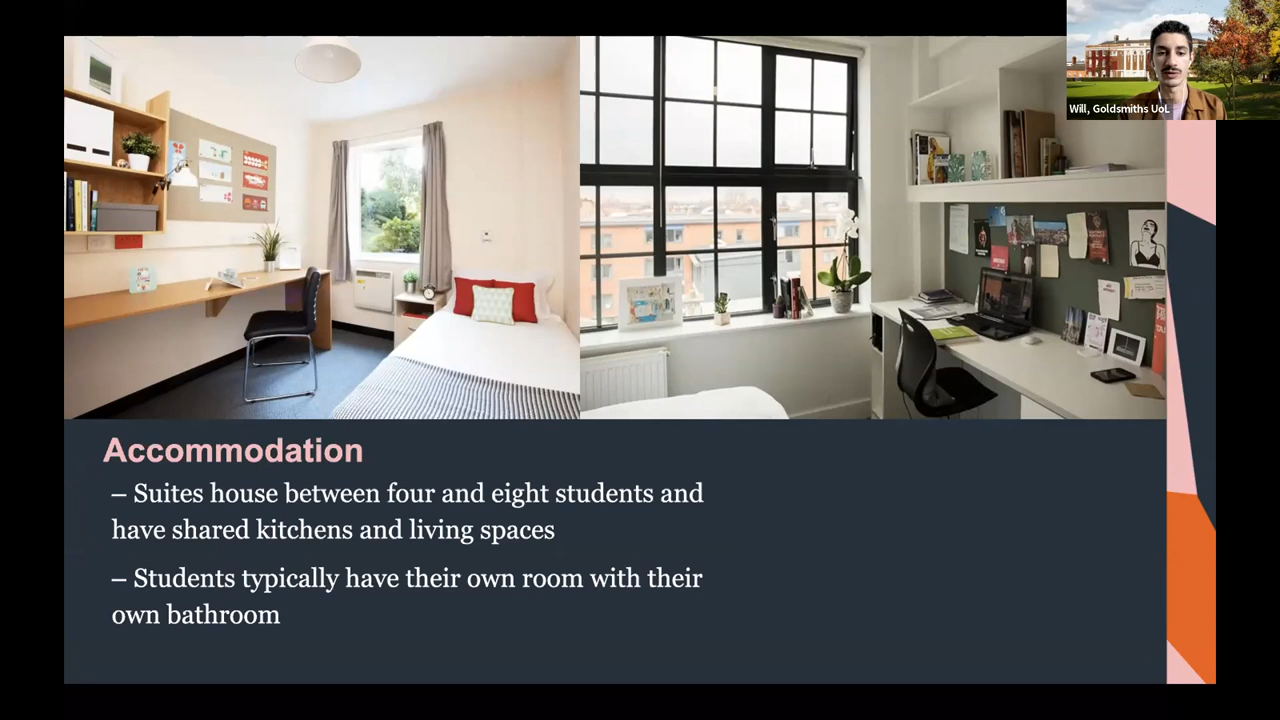 Will, Goldsmiths UoL
Accommodation
– Suites house between four and eight students and
have shared kitchens and living spaces
– Students typically have their own room with their
own bathroom